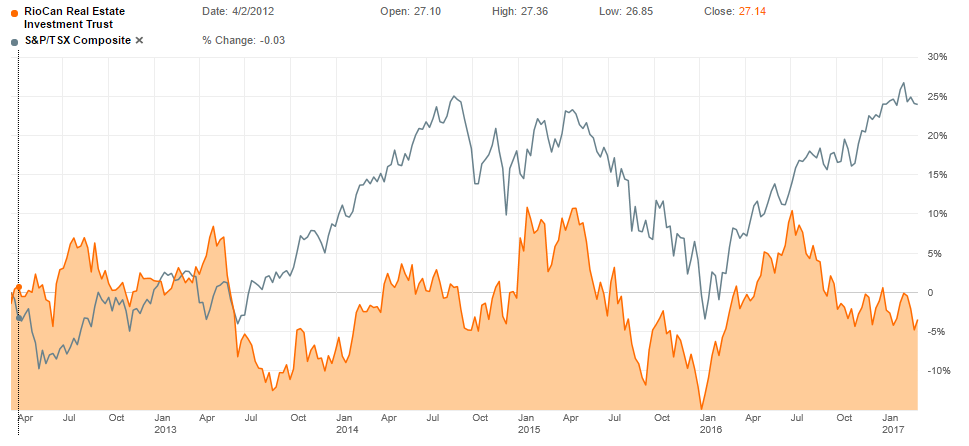 RioCan Real Estate Date: 4/2/2012 Open: 27.10 High: 27.36 Low: 26.85 Close: 27.14
Investment Trust
S&P/TSX Composite ✕ % Change: -0.03
30%
25%
20%
15%
10%
5%
0
-5%
-10%
Apr Jul Oct Jan Apr Jul Oct Jan Apr Jul Oct Jan Apr Jul Oct Jan Apr Jul Oct Jan
2013 2014 2015 2016 2017